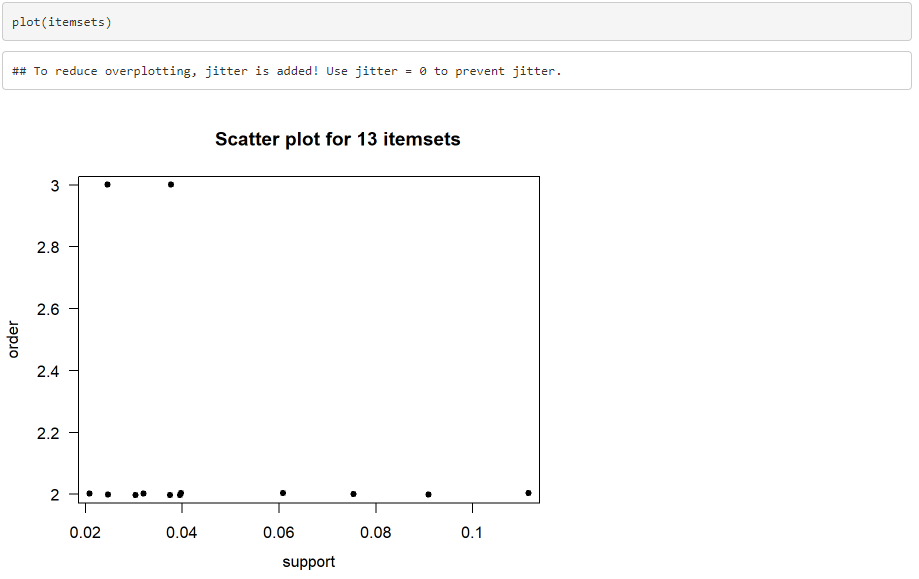 plot(itemsets)
## To reduce overplotting, jitter is added! Use jitter = 0 to prevent jitter.
Scatter plot for 13 itemsets
3
2.8
2.6
2.4
2.2
2
order
0.02 0.04 0.06 0.08 0.1
support